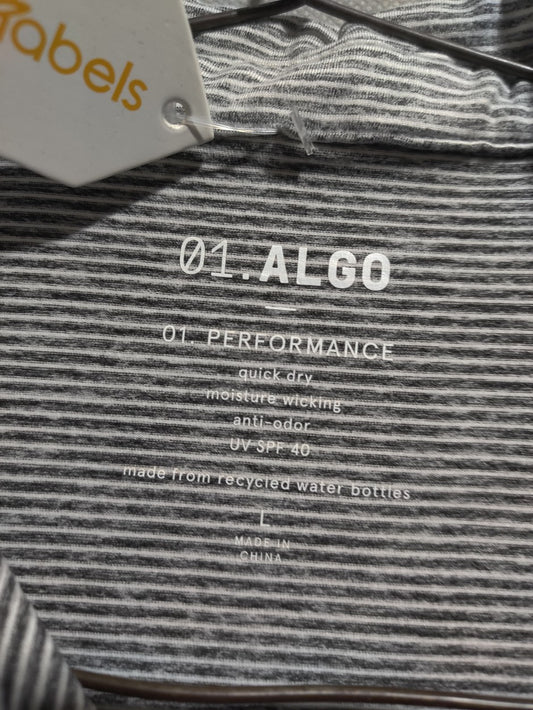 abels
01.ALGO
01. PERFORMANCE
quick dry
moisture wicking
anti-odor
UV SPF 40
made from recycled water bottles
L
MADE IN
CHINA